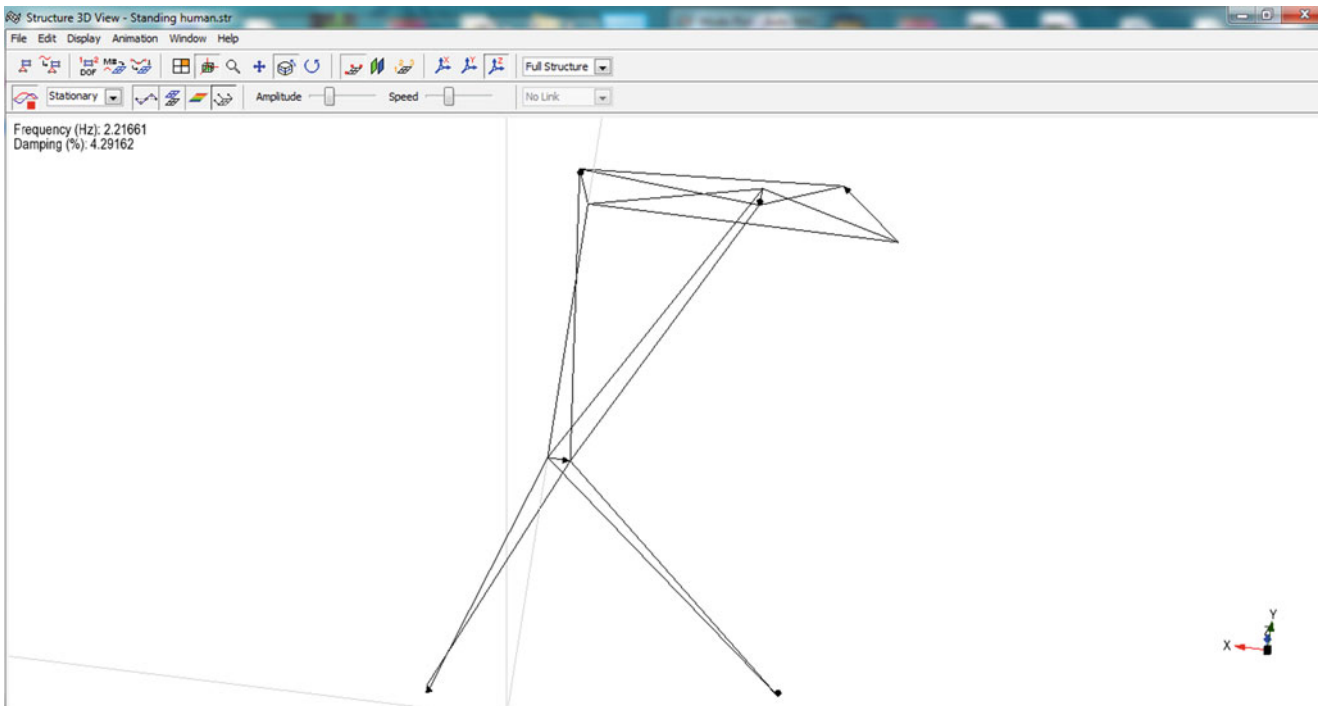 Structure 3D View - Standing human.str
File Edit Display Animation Window Help
DOF
Full Structure
Stationary
Amplitude
Speed
No Link
Frequency (Hz): 2.21661
Damping (%): 4.29162
Y
X